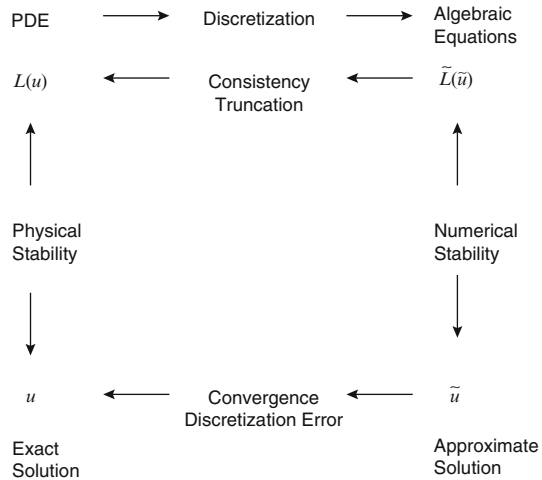 PDE Discretization Algebraic
Equations
L(u) Consistency L̃(ũ)
Truncation
Physical Numerical
Stability Stability
u Convergence ũ
Discretization Error
Exact Approximate
Solution Solution